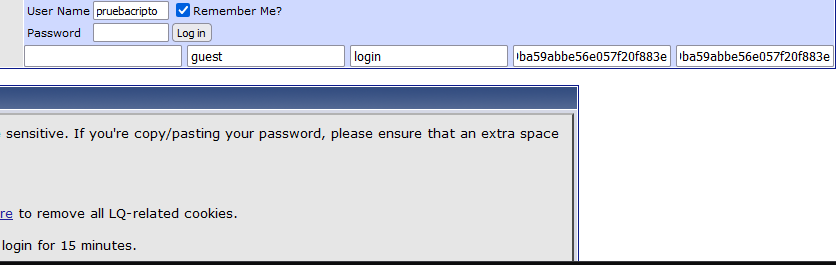 User Name pruebacripto Remember Me?
Password Log in
guest login ba59abbe56e057f20f883e ba59abbe56e057f20f883e
sensitive. If you're copy/pasting your password, please ensure that an extra space
re to remove all LQ-related cookies.
login for 15 minutes.